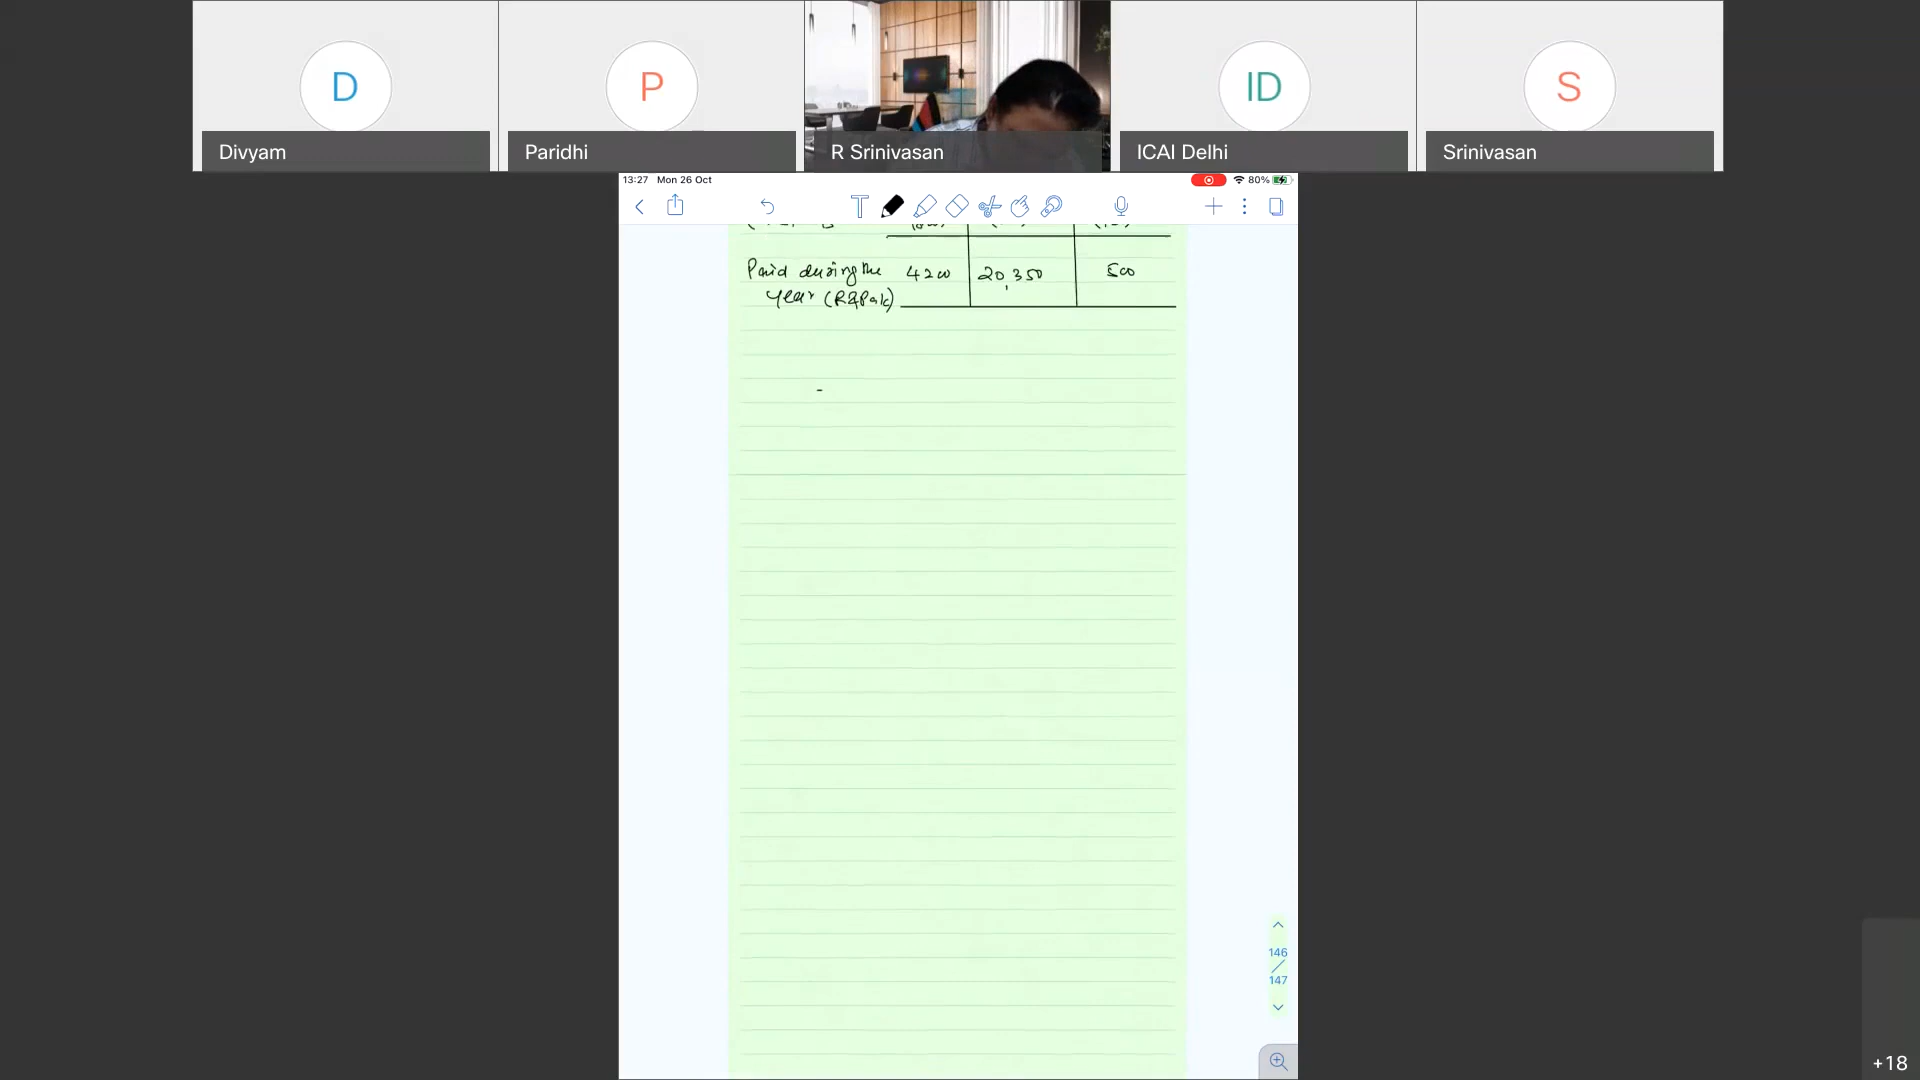 D
P
ID
S
Divyam
Paridhi
R Srinivasan
ICAI Delhi
Srinivasan
13:27 Mon 26 Oct
80%
T
Paid during the 4200 20,350 500
year (R&P a/c)
146
147
+18